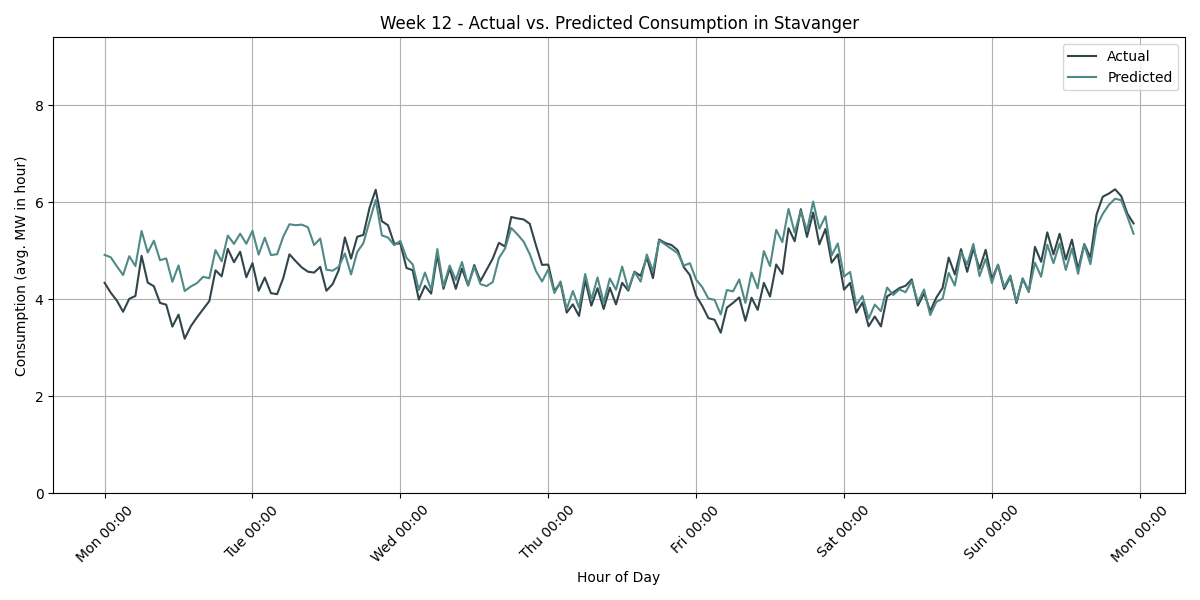 Week 12 - Actual vs. Predicted Consumption in Stavanger
Actual
Predicted
Consumption (avg. MW in hour)
8
6
4
2
0
Mon 00:00
Tue 00:00
Wed 00:00
Thu 00:00
Fri 00:00
Sat 00:00
Sun 00:00
Mon 00:00
Hour of Day